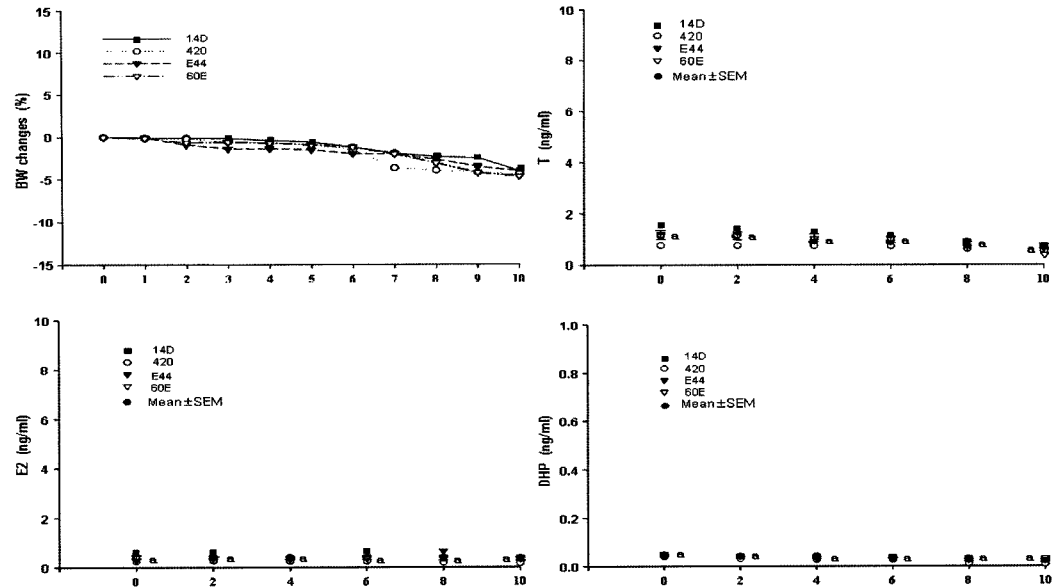 BW changes (%)
15
10
5
0
-5
-10
-15
14D
420
E44
60E
0 1 2 3 4 5 6 7 8 9 10
T (ng/ml)
10
8
6
4
2
0
14D
420
E44
60E
Mean±SEM
a a a a a a
0 2 4 6 8 10
E2 (ng/ml)
10
8
6
4
2
0
14D
420
E44
60E
Mean±SEM
a a a a a a
0 2 4 6 8 10
DHP (ng/ml)
1.0
0.8
0.6
0.4
0.2
0.0
14D
420
E44
60E
Mean±SEM
a a a a a a
0 2 4 6 8 10